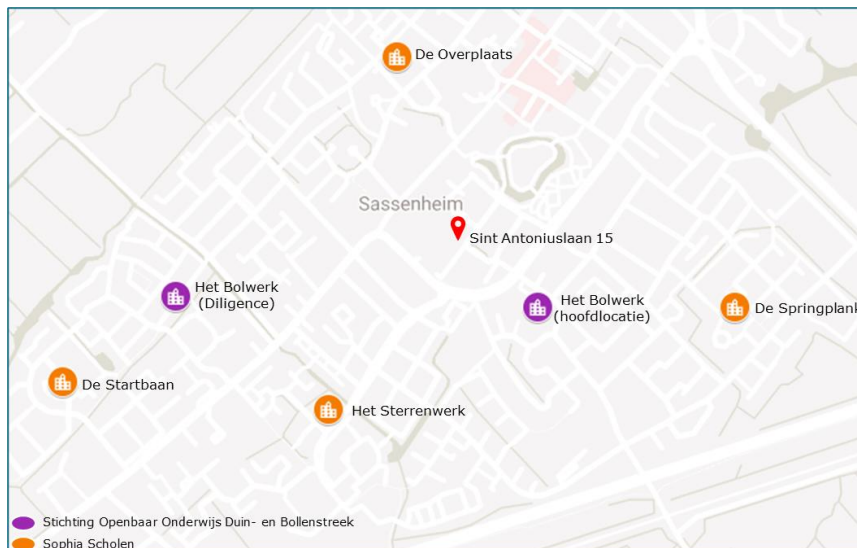 De Overplaats
Sassenheim
Sint Antoniuslaan 15
Het Bolwerk
(Diligence)
Het Bolwerk
(hoofdlocatie)
De Springplank
De Startbaan
Het Sterrenwerk
Stichting Openbaar Onderwijs Duin- en Bollenstreek
Sophia Scholen